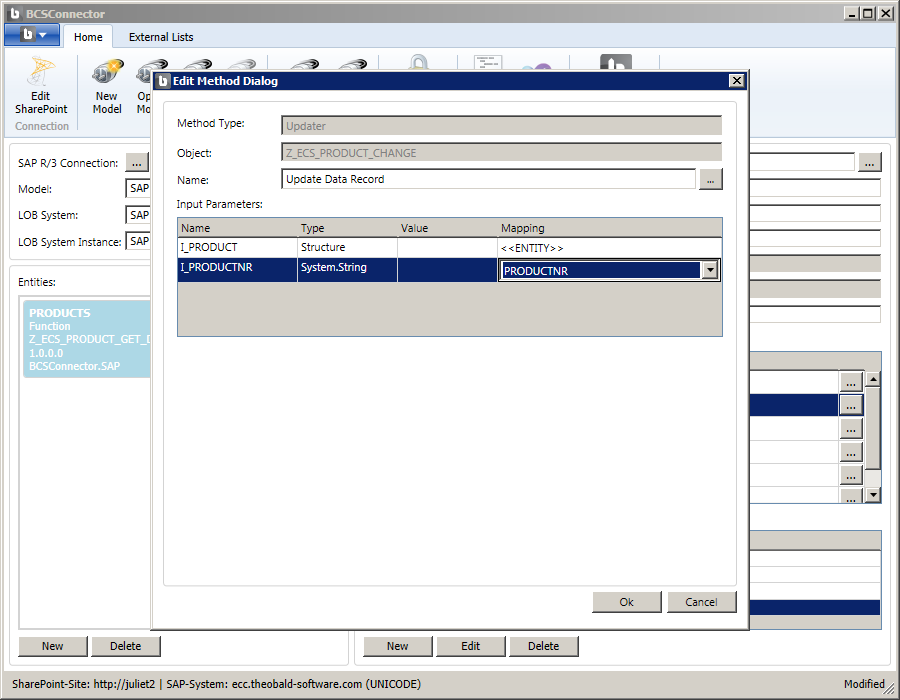 BCSConnector
Home
External Lists
Edit
SharePoint
New
Model
Op
Mo
Connection
SAP R/3 Connection:
...
...
Model:
SAP
LOB System:
SAP
LOB System Instance:
SAP
Entities:
PRODUCTS
Function
Z_ECS_PRODUCT_GET_
1.0.0.0
BCSConnector.SAP
Edit Method Dialog
Method Type:
Updater
Object:
Z_ECS_PRODUCT_CHANGE
Name:
Update Data Record
...
Input Parameters:
Name Type Value Mapping
I_PRODUCT Structure <<ENTITY>>
I_PRODUCTNR System.String PRODUCTNR
...
...
...
...
...
...
Ok
Cancel
New
Delete
New
Edit
Delete
SharePoint-Site: http://juliet2 | SAP-System: ecc.theobald-software.com (UNICODE)
Modified